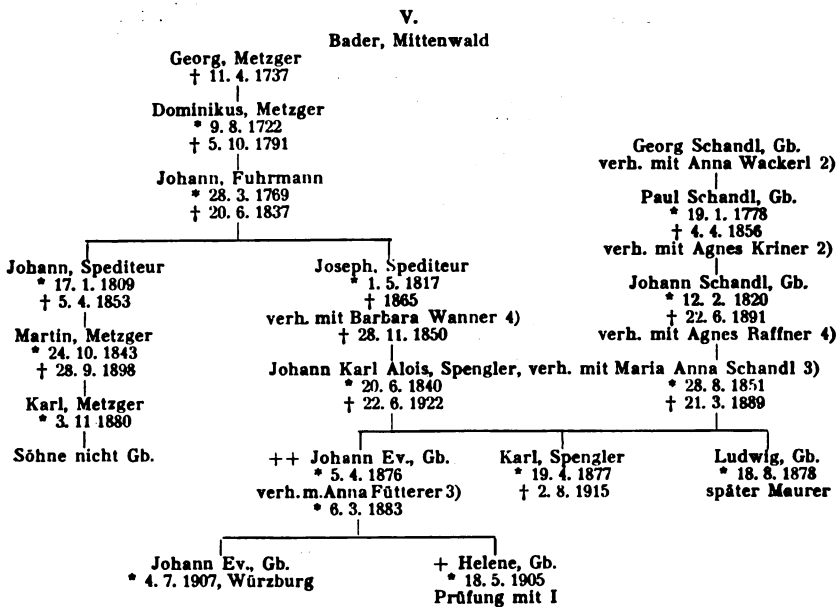 V.
Bader, Mittenwald
Georg, Metzger
† 11. 4. 1737
Dominikus, Metzger
* 9. 8. 1722
† 5. 10. 1791
Johann, Fuhrmann
* 28. 3. 1769
† 20. 6. 1837
Johann, Spediteur
* 17. 1. 1809
† 5. 4. 1853
Martin, Metzger
* 24. 10. 1843
† 28. 9. 1898
Karl, Metzger
* 3. 11 1880
Söhne nicht Gb.
Joseph, Spediteur
* 1. 5. 1817
† 1865
verh. mit Barbara Wanner 4)
† 28. 11. 1850
Georg Schandl, Gb.
verh. mit Anna Wackerl 2)
Paul Schandl, Gb.
* 19. 1. 1778
† 4. 4. 1856
verh. mit Agnes Kriner 2)
Johann Schandl, Gb.
* 12. 2. 1820
† 22. 6. 1891
verh. mit Agnes Raffner 4)
Johann Karl Alois, Spengler, verh. mit Maria Anna Schandl 3)
* 20. 6. 1840 * 28. 8. 1851
† 22. 6. 1922 † 21. 3. 1889
++ Johann Ev., Gb.
* 5. 4. 1876
verh. m. Anna Fütterer 3)
* 6. 3. 1883
Karl, Spengler
* 19. 4. 1877
† 2. 8. 1915
Ludwig, Gb.
* 18. 8. 1878
später Maurer
Johann Ev., Gb.
* 4. 7. 1907, Würzburg
+ Helene, Gb.
* 18. 5. 1905
Prüfung mit I